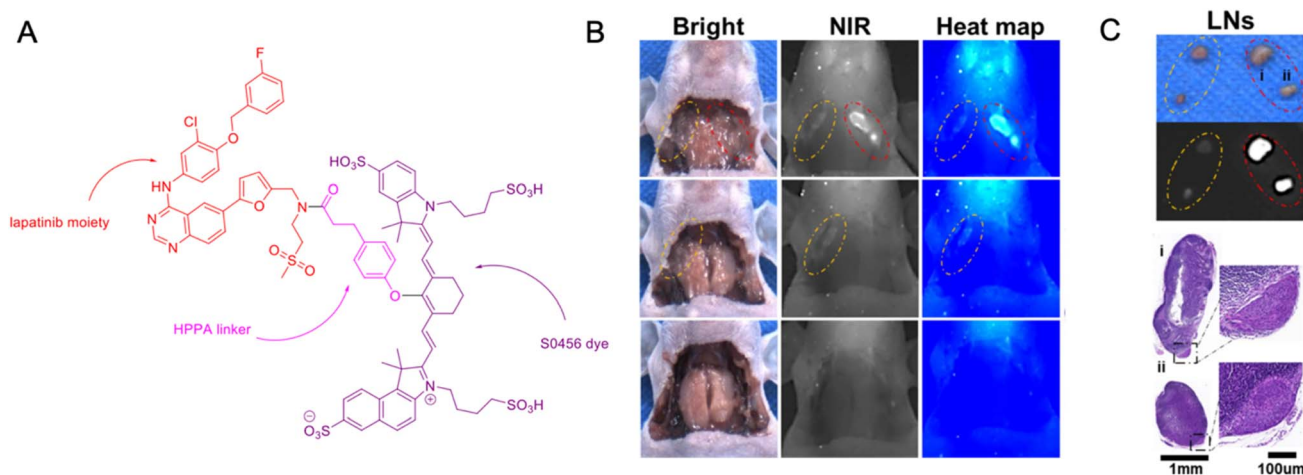 A
F
Cl
O
HN
N
N
O
N
O
S
O
O
lapatinib moiety
HPPA linker
O
HO₃S
N
SO₃H
S0456 dye
N
⊕
SO₃H
⊖
O₃S
B
Bright
NIR
Heat map
C
LNs
i
ii
i
ii
1mm
100um